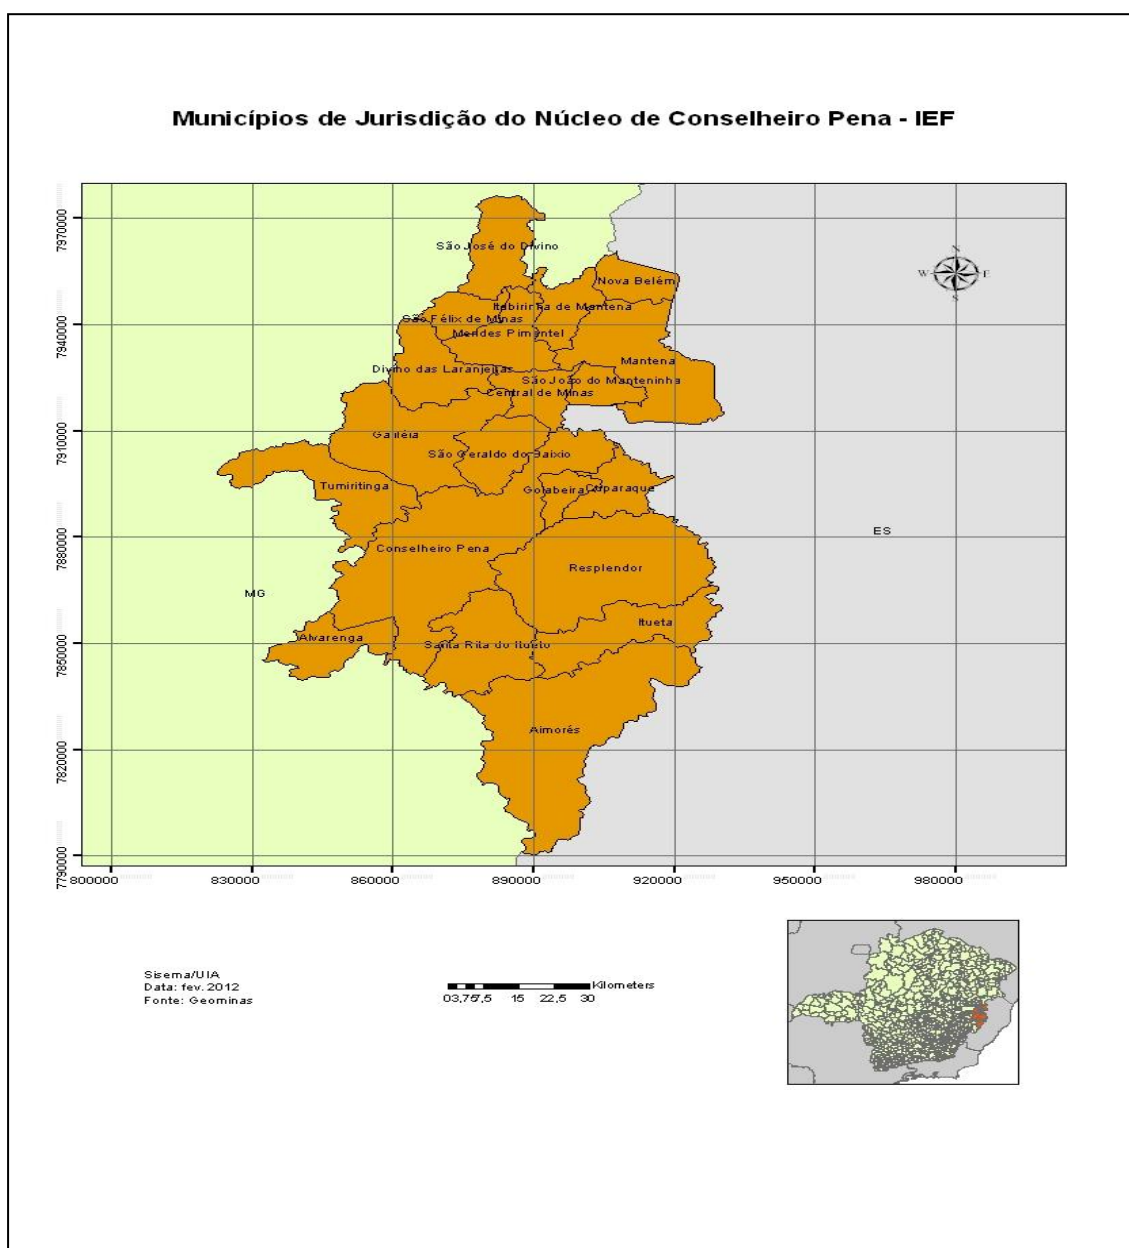 Municípios de Jurisdição do Núcleo de Conselheiro Pena - IEF
7970000
7940000
7910000
7880000
7850000
7820000
7790000
N
W
E
S
São José do Divino
Nova Belém
Itabirinha de Mantena
São Félix de Minas
Mendes Pimentel
Mantena
Divino das Laranjeiras
São João do Manteninha
Central de Minas
Galiléia
São Geraldo do Baixio
Tumiritinga
Goiabeira
Cuparaque
ES
Conselheiro Pena
Resplendor
MG
Itueta
Alvarenga
Santa Rita do Itueto
Aimorés
800000 830000 860000 890000 920000 950000 980000
Sisema/UIA
Data: fev. 2012
Fonte: Geominas
Kilometers
0 3,75 7,5 15 22,5 30